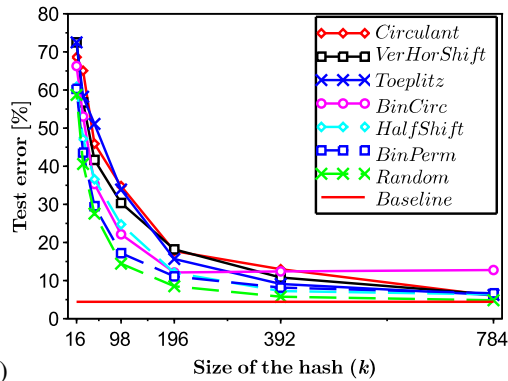 80
70
60
50
40
30
20
10
0
Test error [%]
Circulant
VerHorShift
Toeplitz
BinCirc
HalfShift
BinPerm
Random
Baseline
16 98 196 392 784
Size of the hash (k)
)